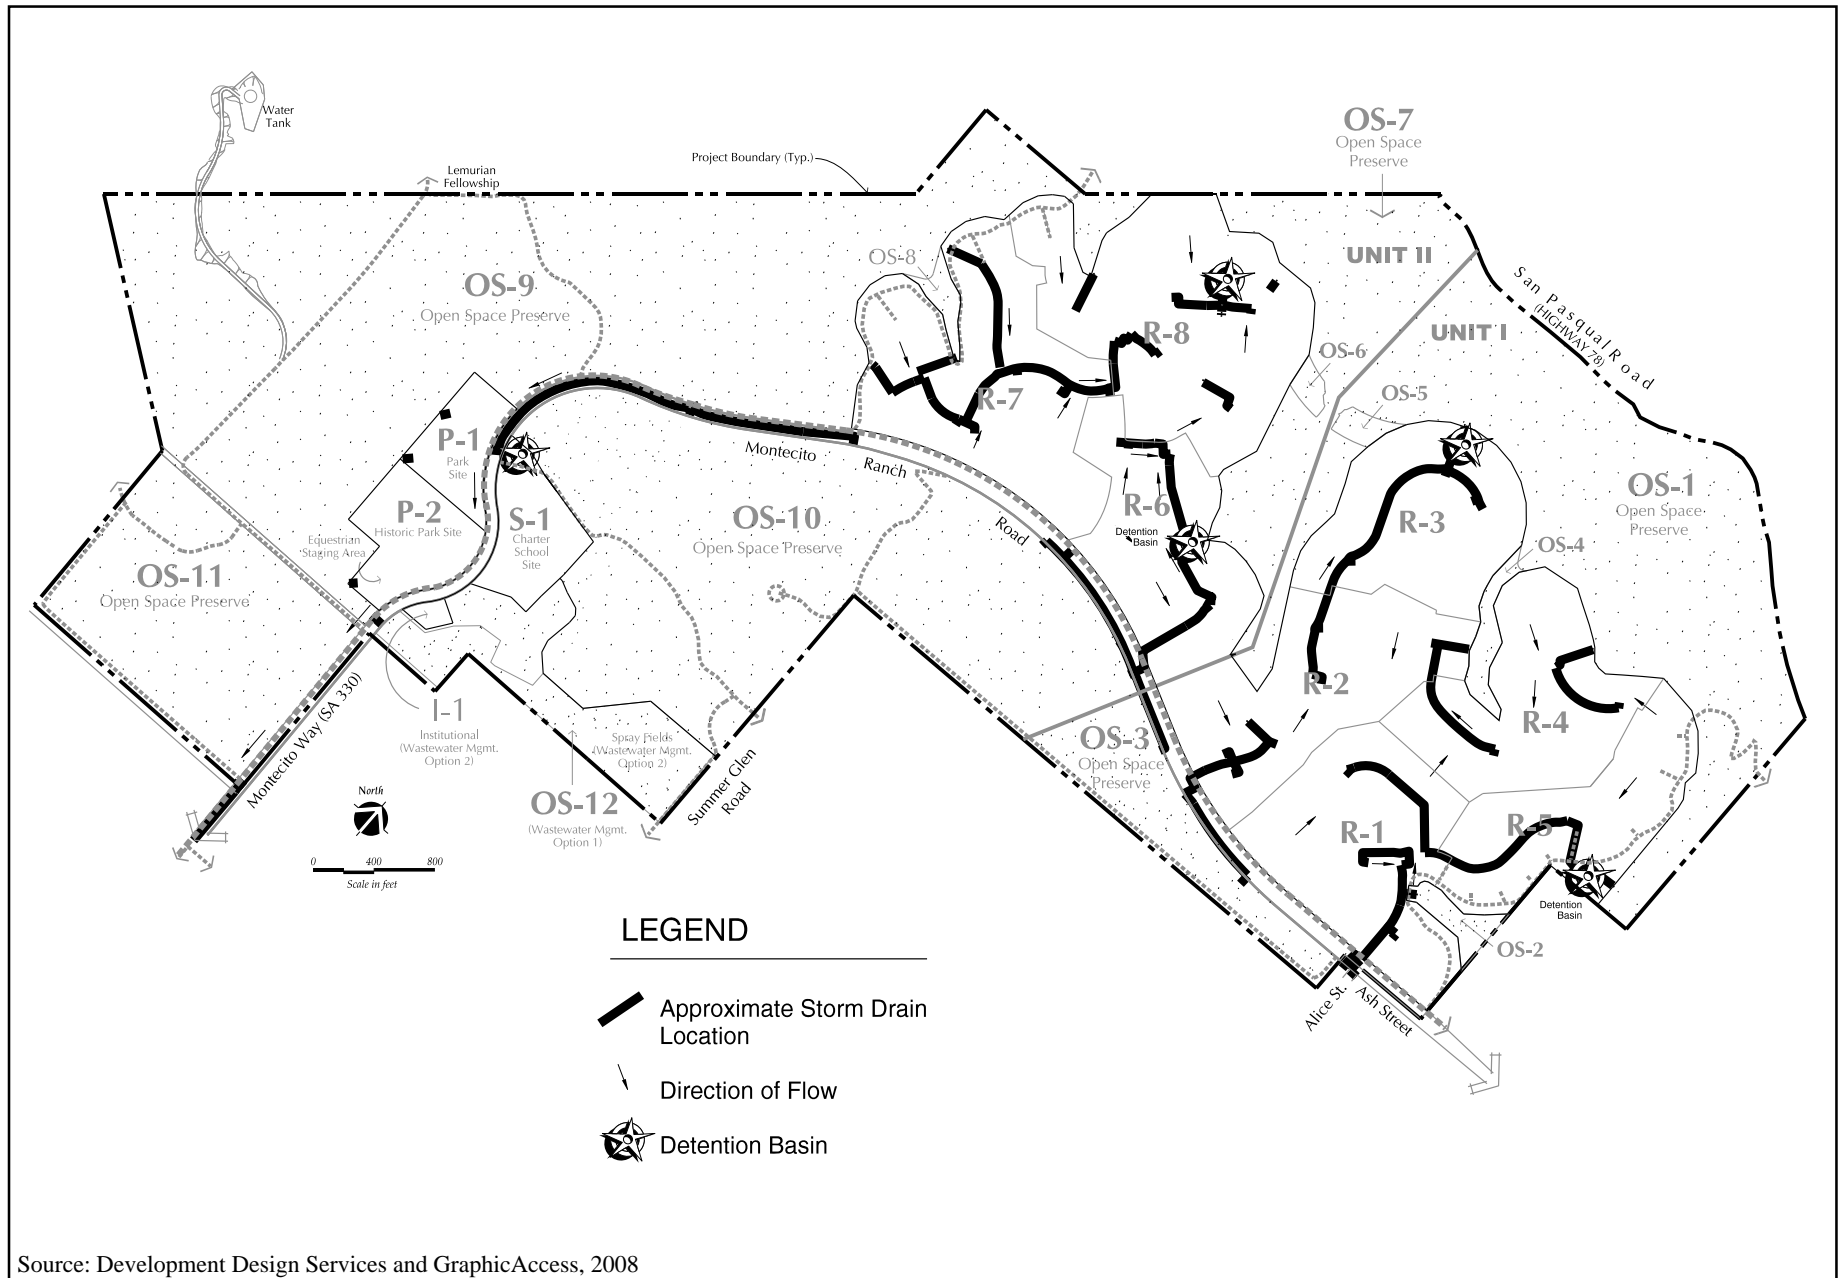 Water
Tank
Lemurian
Fellowship
Project Boundary (Typ.)
OS-7
Open Space
Preserve
UNIT II
San Pasqual Road
(HIGHWAY 78)
UNIT I
OS-8
OS-9
Open Space Preserve
R-8
OS-6
OS-5
R-7
P-1
Park
Site
Montecito
Ranch
Road
OS-1
Open Space
Preserve
R-6
Detention
Basin
R-3
OS-4
P-2
Historic Park Site
S-1
Charter
School
Site
OS-10
Open Space Preserve
Equestrian
Staging Area
OS-11
Open Space Preserve
R-2
R-4
I-1
Institutional
(Wastewater Mgmt.
Option 2)
Montecito Way (SA 330)
Spray Fields
(Wastewater Mgmt.
Option 2)
OS-3
Open Space
Preserve
Summer Glen
Road
OS-12
(Wastewater Mgmt.
Option 1)
North
0 400 800
Scale in feet
R-1
R-5
Detention
Basin
OS-2
Alice St.
Ash Street
LEGEND
Approximate Storm Drain
Location
Direction of Flow
Detention Basin
Source: Development Design Services and GraphicAccess, 2008